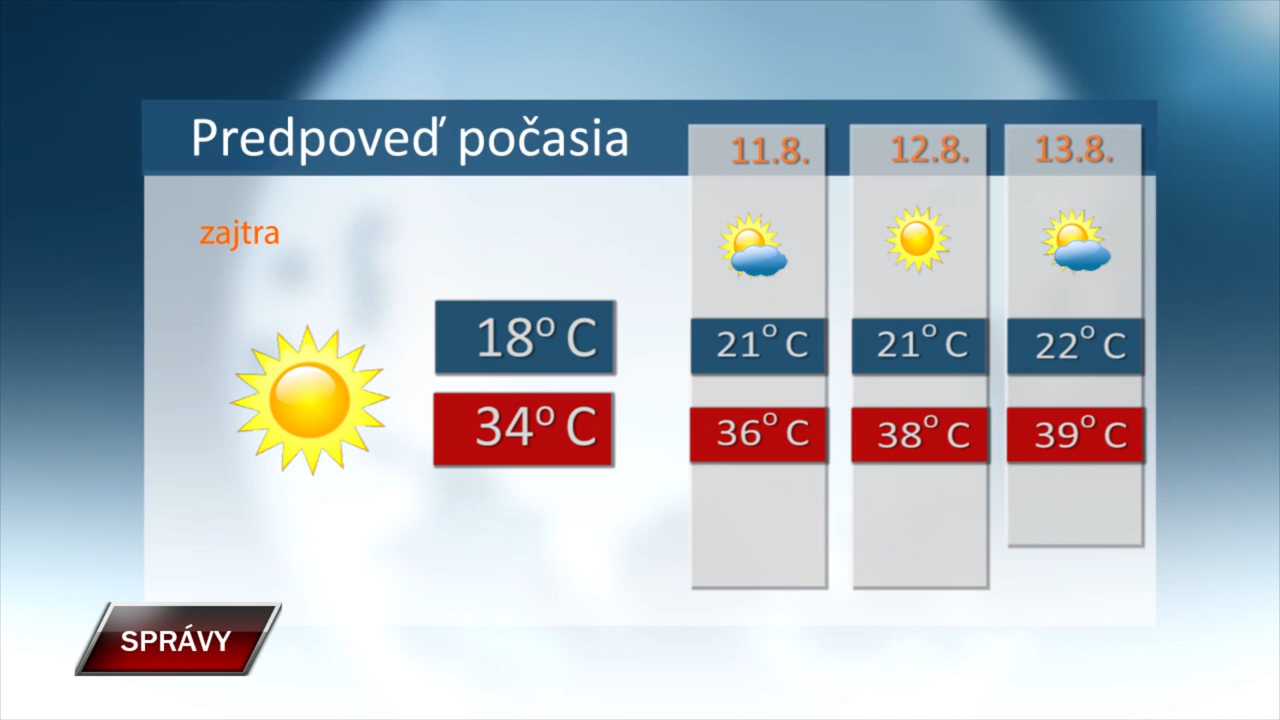 Predpoveď počasia
11.8. 12.8. 13.8.
zajtra
18° C
34° C
21° C 21° C 22° C
36° C 38° C 39° C
SPRÁVY